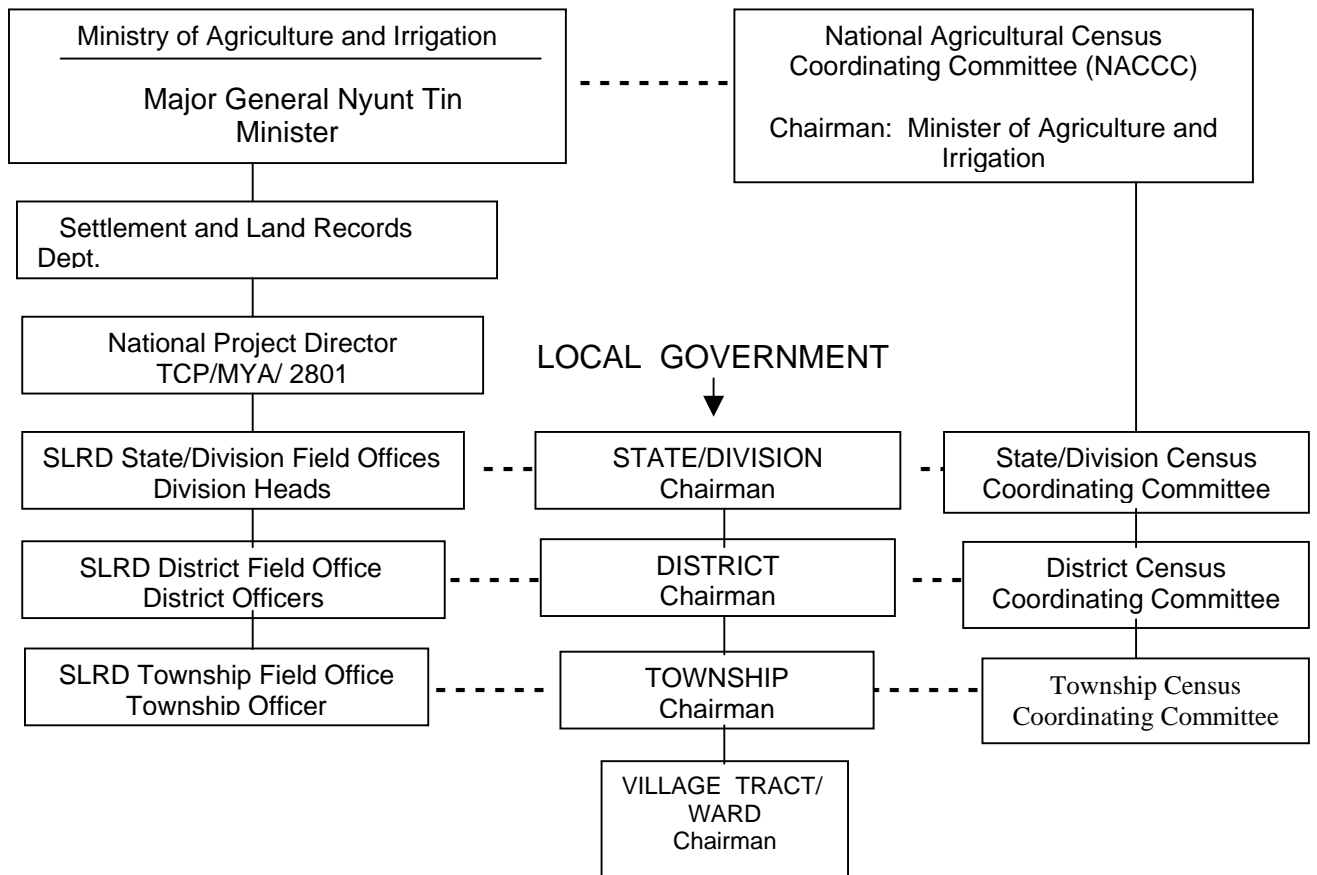 Ministry of Agriculture and Irrigation
Major General Nyunt Tin
Minister
National Agricultural Census
Coordinating Committee (NACCC)
Chairman: Minister of Agriculture and
Irrigation
Settlement and Land Records
Dept.
National Project Director
TCP/MYA/ 2801
LOCAL GOVERNMENT
SLRD State/Division Field Offices
Division Heads
STATE/DIVISION
Chairman
State/Division Census
Coordinating Committee
SLRD District Field Office
District Officers
DISTRICT
Chairman
District Census
Coordinating Committee
SLRD Township Field Office
Township Officer
TOWNSHIP
Chairman
Township Census
Coordinating Committee
VILLAGE TRACT/
WARD
Chairman